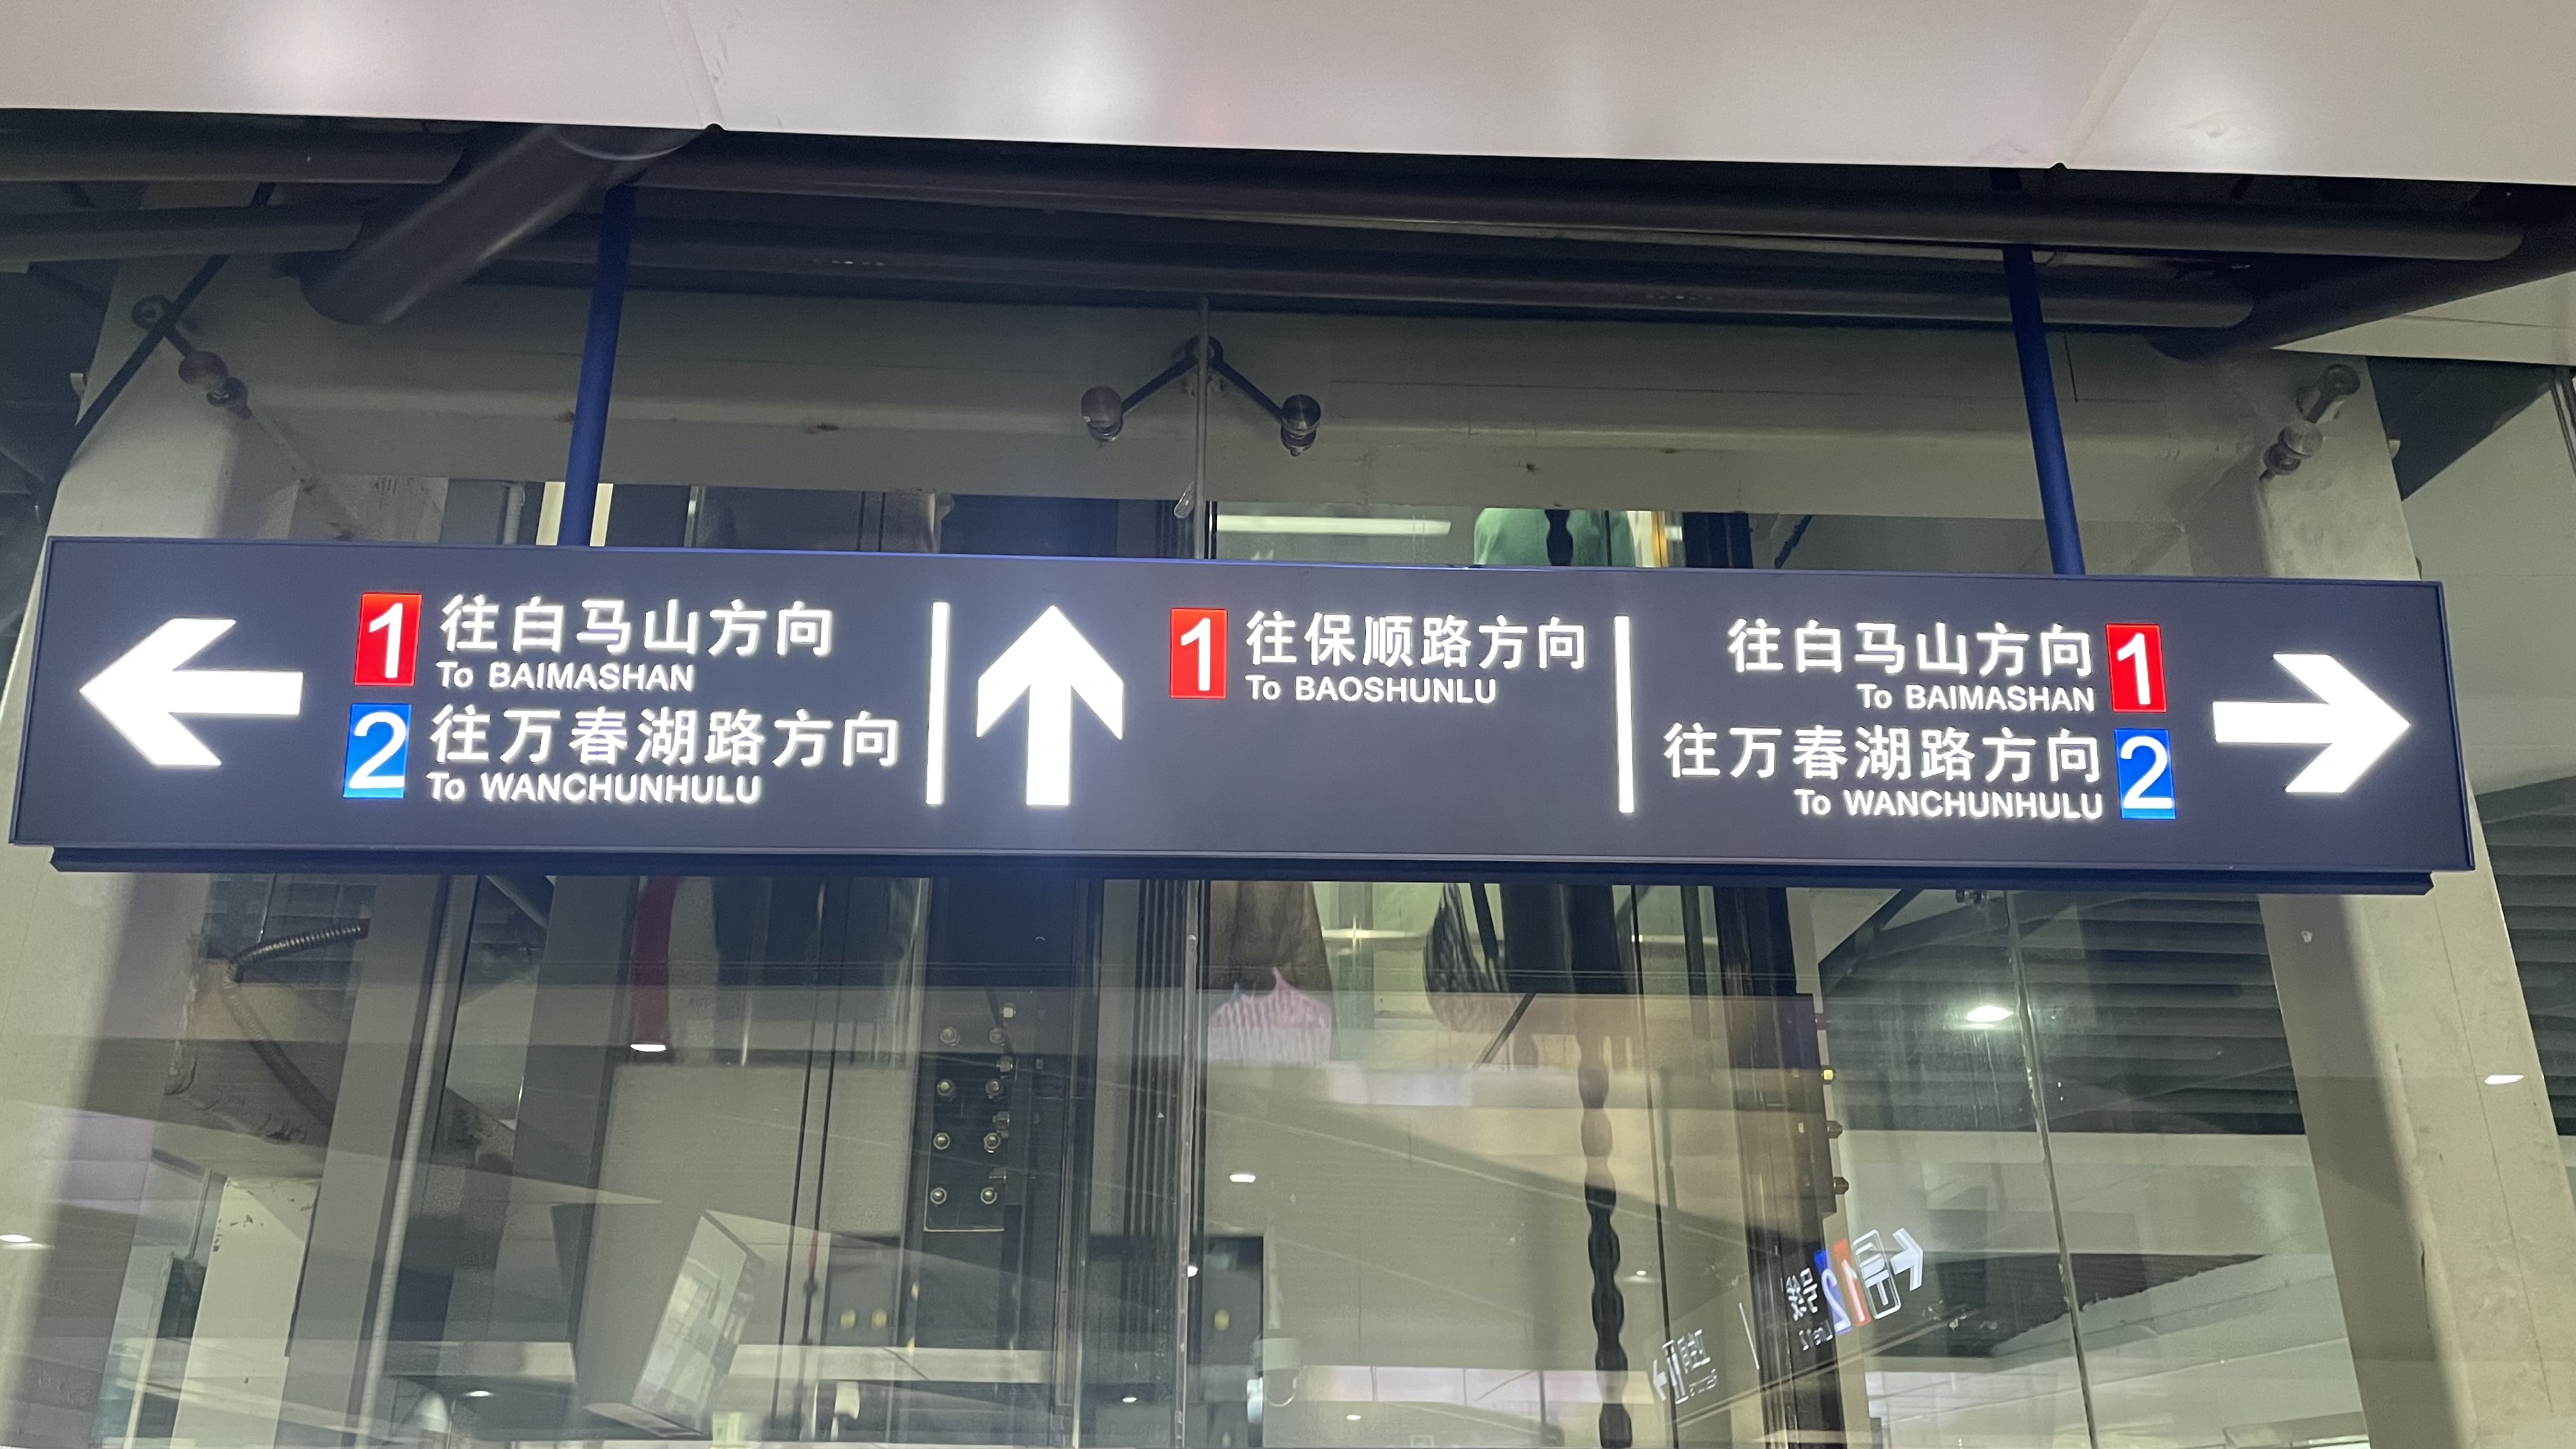 1 往白马山方向
To BAIMASHAN
2 往万春湖路方向
To WANCHUNHULU
1 往保顺路方向
To BAOSHUNLU
往白马山方向 1
To BAIMASHAN
往万春湖路方向 2
To WANCHUNHULU